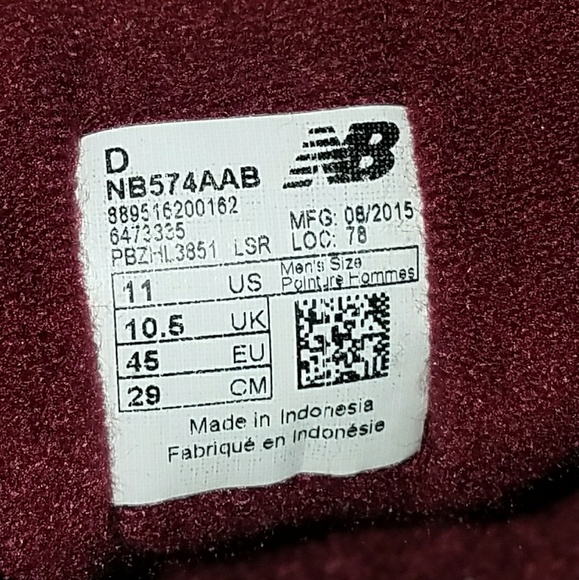 D
NB
NB574AAB
889516200162
6473335
MFG: 08/2015
PBZHL3851 LSR LOC: 78
11 US
Men's Size
Pointure Hommes
10.5 UK
45 EU
29 CM
Made in Indonesia
Fabriqué en Indonésie